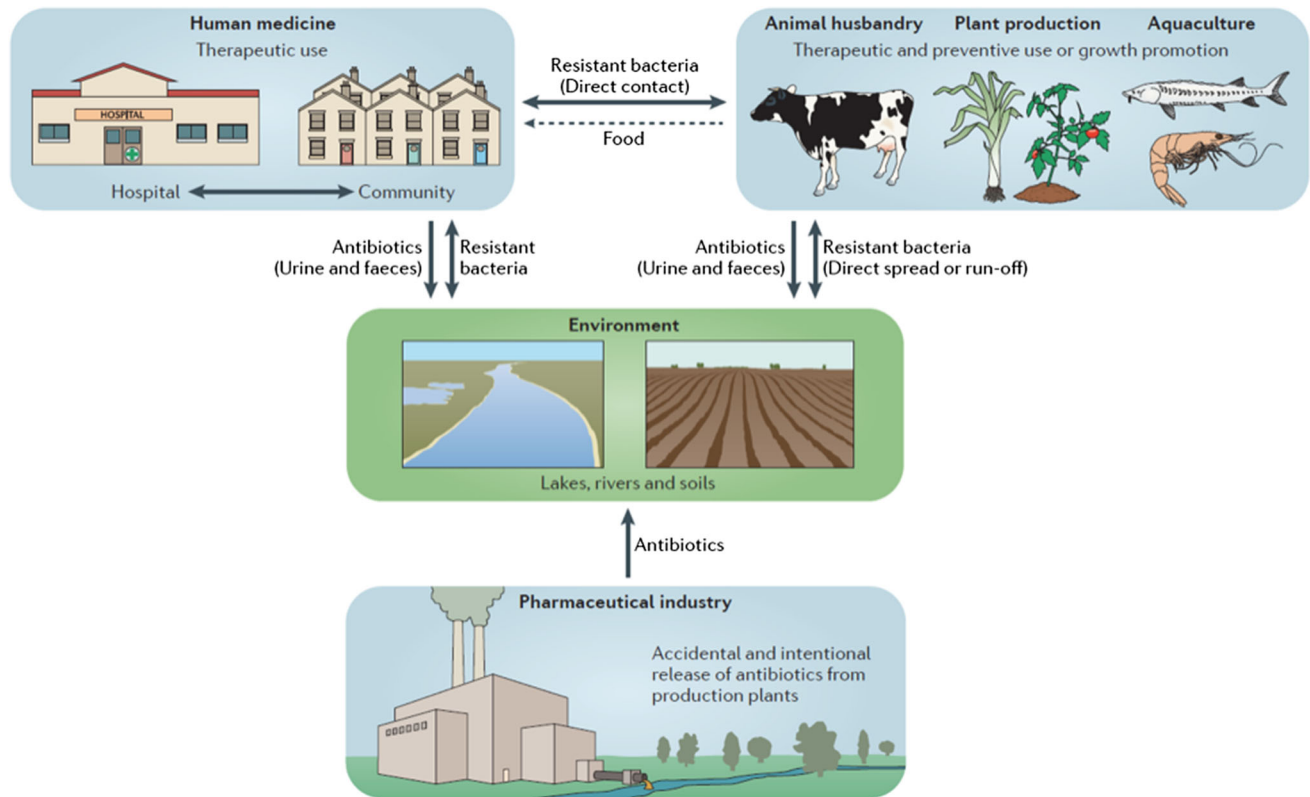 Human medicine
Therapeutic use
HOSPITAL
Hospital
Community
Resistant bacteria
(Direct contact)
Food
Animal husbandry
Plant production
Aquaculture
Therapeutic and preventive use or growth promotion
Antibiotics
(Urine and faeces)
Resistant
bacteria
Antibiotics
(Urine and faeces)
Resistant bacteria
(Direct spread or run-off)
Environment
Lakes, rivers and soils
Antibiotics
Pharmaceutical industry
Accidental and intentional
release of antibiotics from
production plants